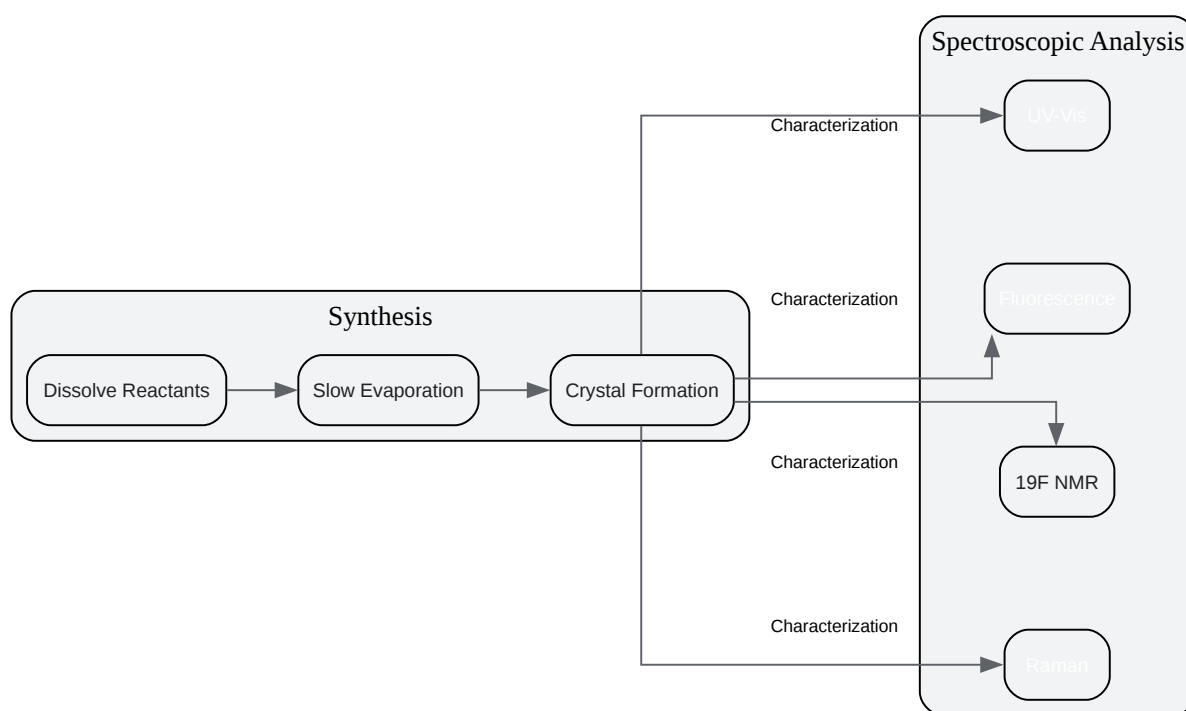 Spectroscopic Analysis
UV-Vis
Characterization
Characterization
Fluorescence
Synthesis
Dissolve Reactants
Slow Evaporation
Crystal Formation
Characterization
19F NMR
Characterization
Raman